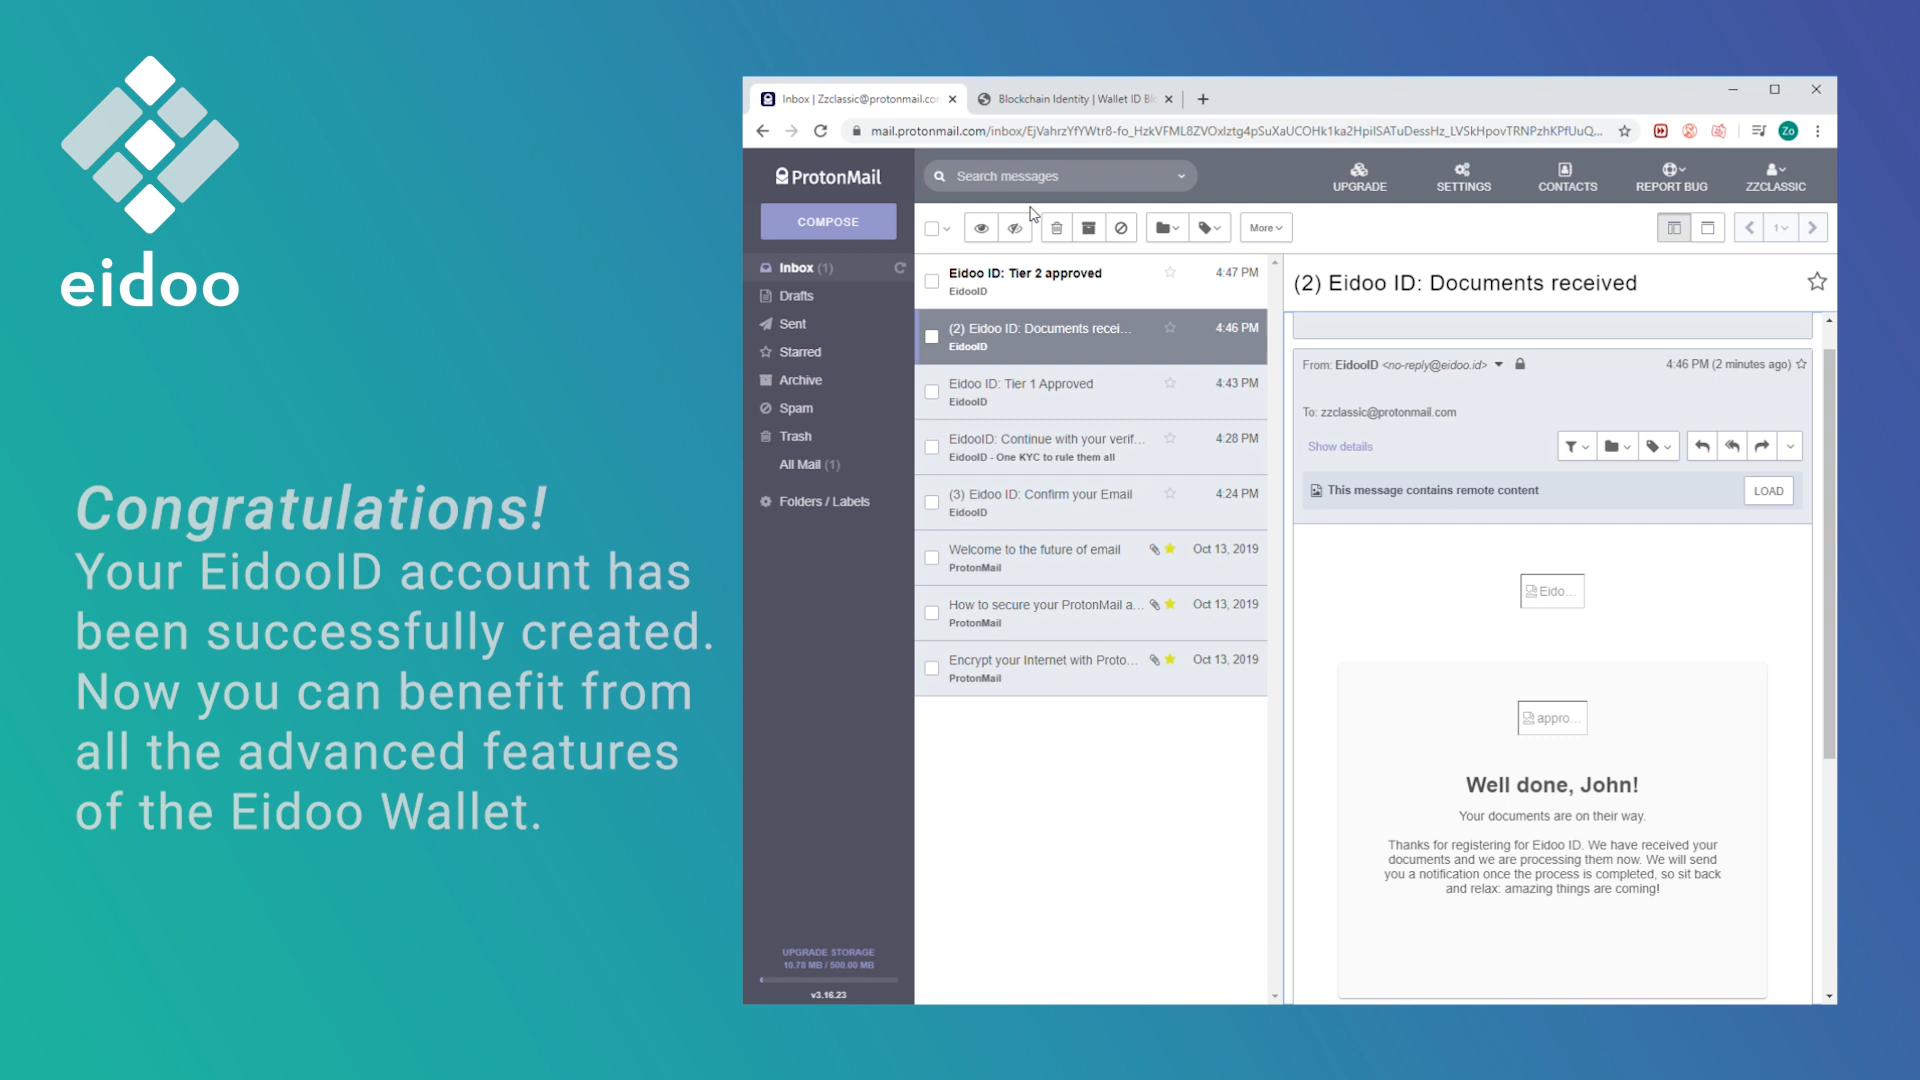 eidoo
Congratulations!
Your EidooID account has
been successfully created.
Now you can benefit from
all the advanced features
of the Eidoo Wallet.
Inbox | Zzclassic@protonmail.co
Blockchain Identity | Wallet ID Bl
mail.protonmail.com/inbox/EjVahrzYfYWtr8-fo_HzkVFML8ZVOxlztg4pSuXaUCOHk1ka2HpiISATuDessHz_LVSkHpovTRNPzhKPfUuQ...
Zo
ProtonMail
Search messages
UPGRADE
SETTINGS
CONTACTS
REPORT BUG
ZZCLASSIC
COMPOSE
More
1
Inbox (1)
Drafts
Sent
Starred
Archive
Spam
Trash
All Mail (1)
Folders / Labels
UPGRADE STORAGE
10.78 MB / 500.00 MB
v3.16.23
Eidoo ID: Tier 2 approved 4:47 PM
EidooID
(2) Eidoo ID: Documents recei... 4:46 PM
EidooID
Eidoo ID: Tier 1 Approved 4:43 PM
EidooID
EidooID: Continue with your verif... 4:28 PM
EidooID - One KYC to rule them all
(3) Eidoo ID: Confirm your Email 4:24 PM
EidooID
Welcome to the future of email Oct 13, 2019
ProtonMail
How to secure your ProtonMail a... Oct 13, 2019
ProtonMail
Encrypt your Internet with Proto... Oct 13, 2019
ProtonMail
(2) Eidoo ID: Documents received
From: EidooID <no-reply@eidoo.id> 4:46 PM (2 minutes ago)
To: zzclassic@protonmail.com
Show details
This message contains remote content LOAD
Eido...
appro...
Well done, John!
Your documents are on their way.
Thanks for registering for Eidoo ID. We have received your
documents and we are processing them now. We will send
you a notification once the process is completed, so sit back
and relax: amazing things are coming!